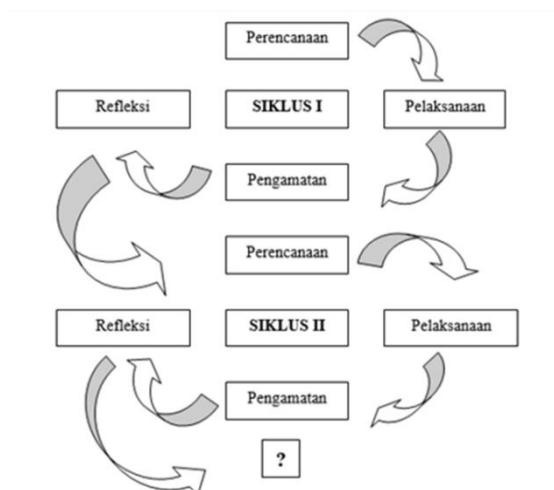 Perencanaan
Refleksi
SIKLUS I
Pelaksanaan
Pengamatan
Perencanaan
Refleksi
SIKLUS II
Pelaksanaan
Pengamatan
?